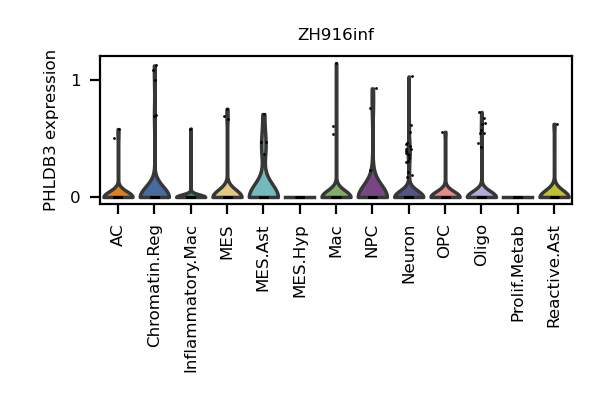 ZH916inf
PHLDB3 expression
1
0
AC
Chromatin.Reg
Inflammatory.Mac
MES
MES.Ast
MES.Hyp
Mac
NPC
Neuron
OPC
Oligo
Prolif.Metab
Reactive.Ast